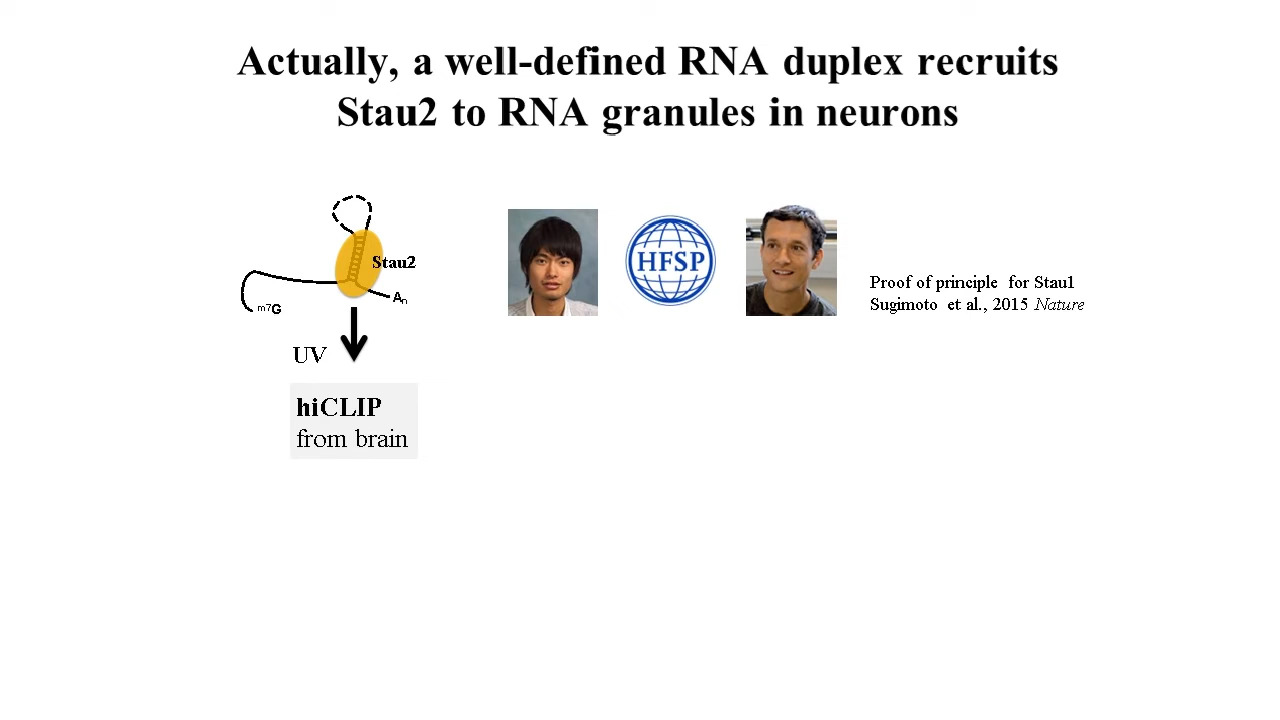 Actually, a well-defined RNA duplex recruits
Stau2 to RNA granules in neurons
Stau2
An
m7G
UV
hiCLIP
from brain
HFSP
Proof of principle for Stau1
Sugimoto et al., 2015 Nature